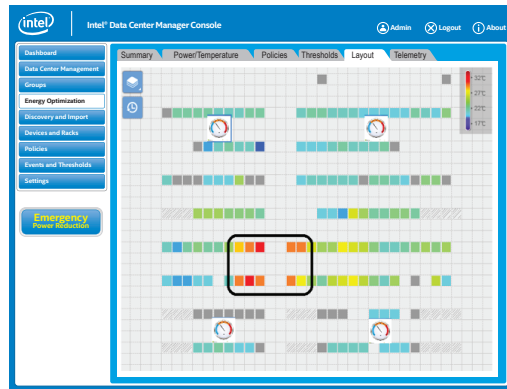 intel
Intel® Data Center Manager Console
Admin
Logout
About
Dashboard
Data Center Management
Groups
Energy Optimization
Discovery and Import
Devices and Racks
Policies
Events and Thresholds
Settings
Emergency
Power Reduction
Summary
Power/Temperature
Policies
Thresholds
Layout
Telemetry
32℃
27℃
22℃
17℃